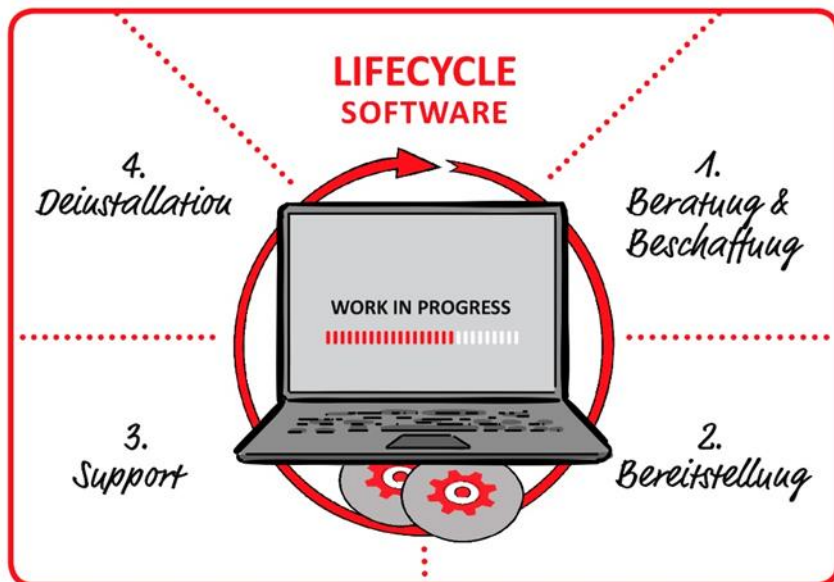 LIFECYCLE
SOFTWARE
1.
Beratung &
Beschaffung
2.
Bereitstellung
3.
Support
4.
Deinstallation
WORK IN PROGRESS